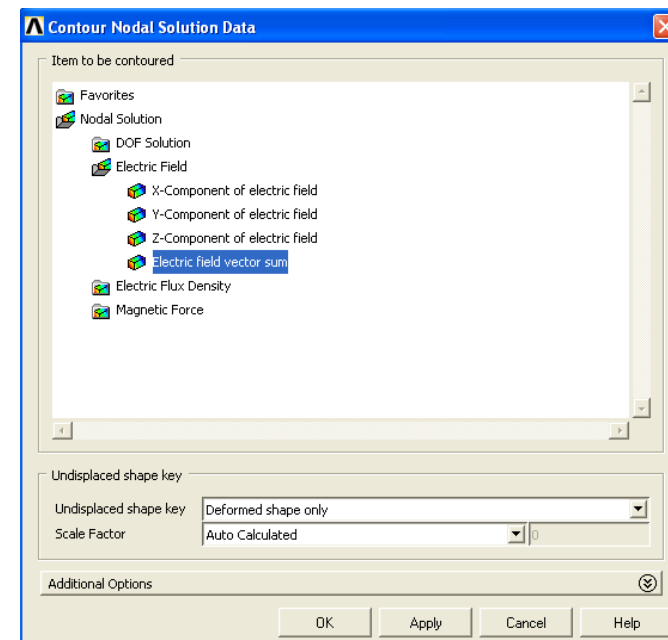 Contour Nodal Solution Data
Item to be contoured
Favorites
Nodal Solution
DOF Solution
Electric Field
X-Component of electric field
Y-Component of electric field
Z-Component of electric field
Electric field vector sum
Electric Flux Density
Magnetic Force
Undisplaced shape key
Undisplaced shape key Deformed shape only
Scale Factor Auto Calculated 0
Additional Options
OK Apply Cancel Help